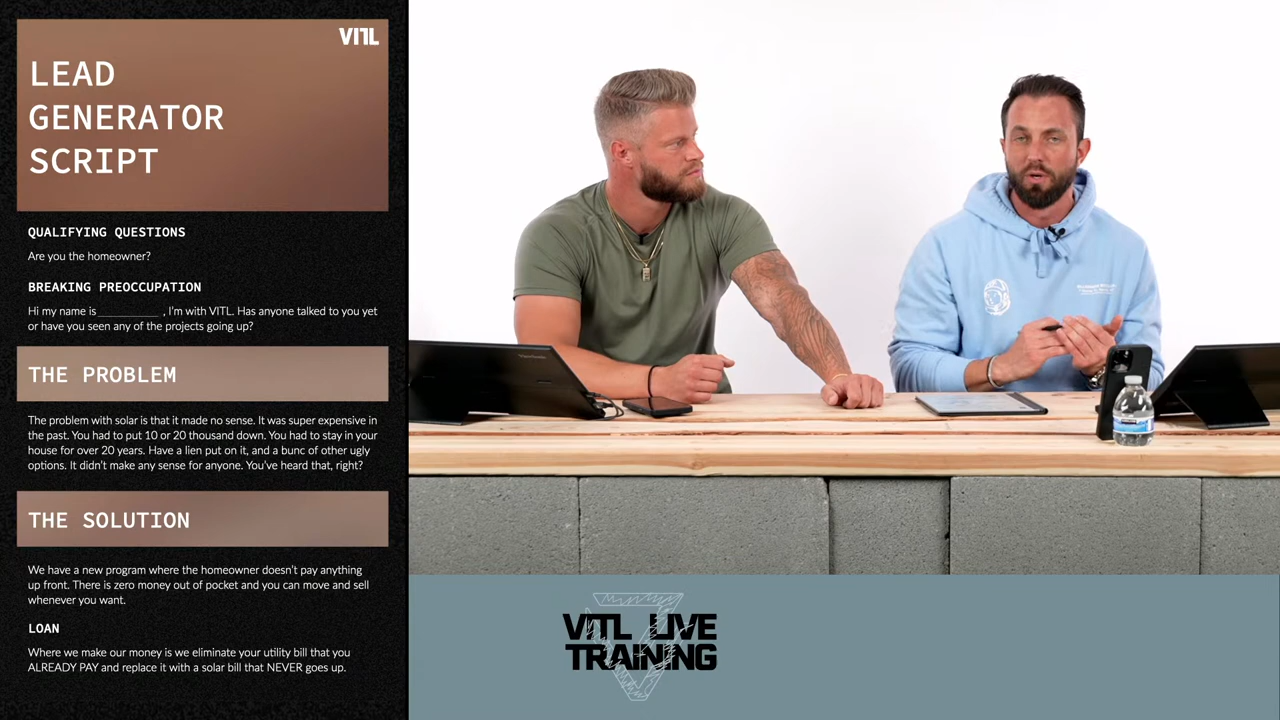 VITL
LEAD
GENERATOR
SCRIPT
QUALIFYING QUESTIONS
Are you the homeowner?
BREAKING PREOCCUPATION
Hi my name is __________ , I'm with VITL. Has anyone talked to you yet
or have you seen any of the projects going up?
THE PROBLEM
The problem with solar is that it made no sense. It was super expensive in
the past. You had to put 10 or 20 thousand down. You had to stay in your
house for over 20 years. Have a lien put on it, and a bunc of other ugly
options. It didn't make any sense for anyone. You've heard that, right?
THE SOLUTION
We have a new program where the homeowner doesn't pay anything
up front. There is zero money out of pocket and you can move and sell
whenever you want.
LOAN
Where we make our money is we eliminate your utility bill that you
ALREADY PAY and replace it with a solar bill that NEVER goes up.
VITL LIVE
TRAINING